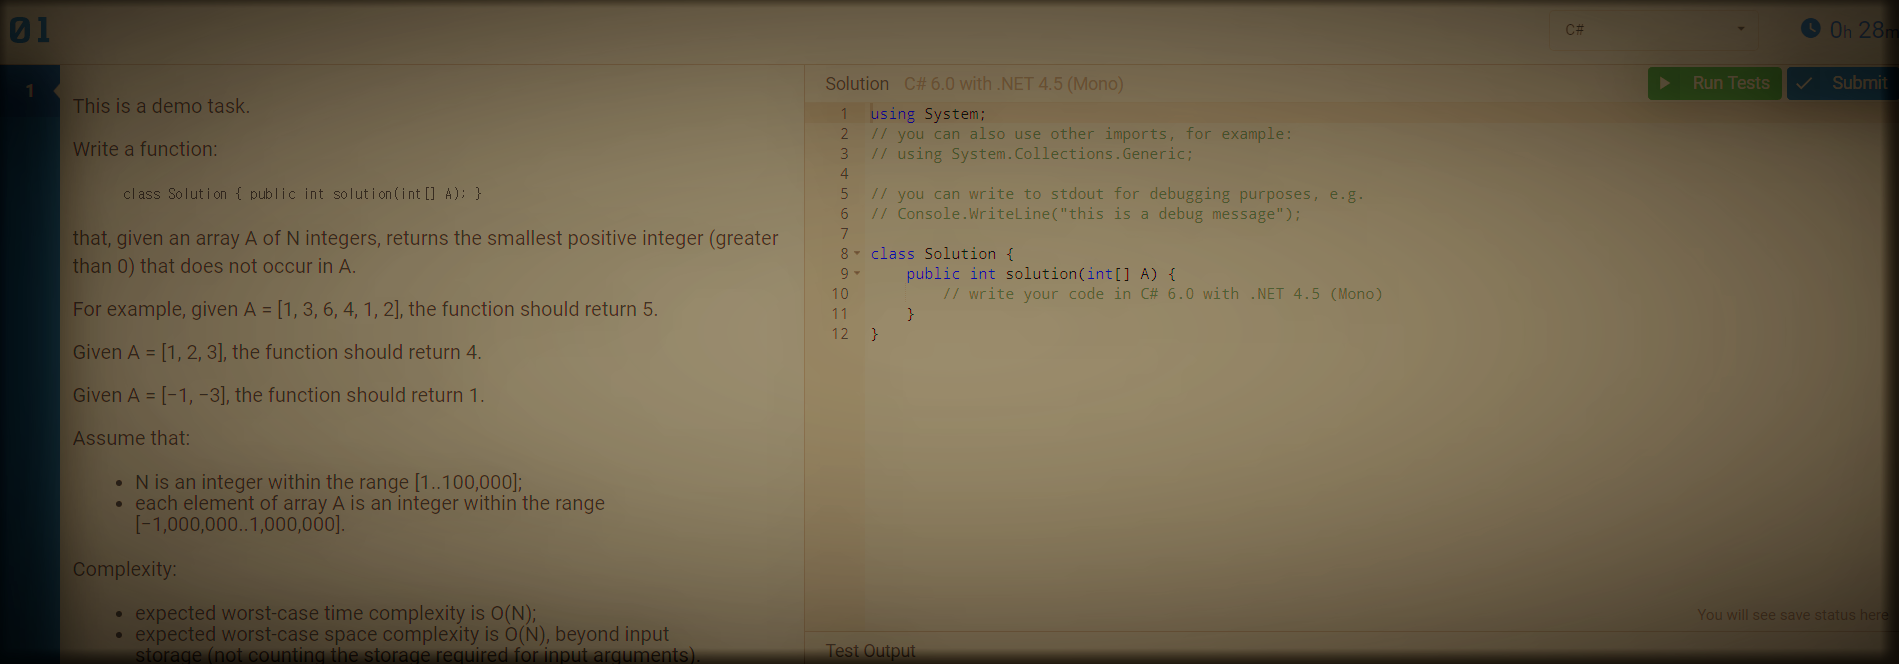 01
C#
0h 28m
1
This is a demo task.
Write a function:
class Solution { public int solution(int[] A); }
that, given an array A of N integers, returns the smallest positive integer (greater
than 0) that does not occur in A.
For example, given A = [1, 3, 6, 4, 1, 2], the function should return 5.
Given A = [1, 2, 3], the function should return 4.
Given A = [−1, −3], the function should return 1.
Assume that:
• N is an integer within the range [1..100,000];
• each element of array A is an integer within the range
[−1,000,000..1,000,000].
Complexity:
• expected worst-case time complexity is O(N);
• expected worst-case space complexity is O(N), beyond input
storage (not counting the storage required for input arguments).
Solution C# 6.0 with .NET 4.5 (Mono)
Run Tests
Submit
1 using System;
2 // you can also use other imports, for example:
3 // using System.Collections.Generic;
4
5 // you can write to stdout for debugging purposes, e.g.
6 // Console.WriteLine("this is a debug message");
7
8 class Solution {
9 public int solution(int[] A) {
10 // write your code in C# 6.0 with .NET 4.5 (Mono)
11 }
12 }
You will see save status here
Test Output